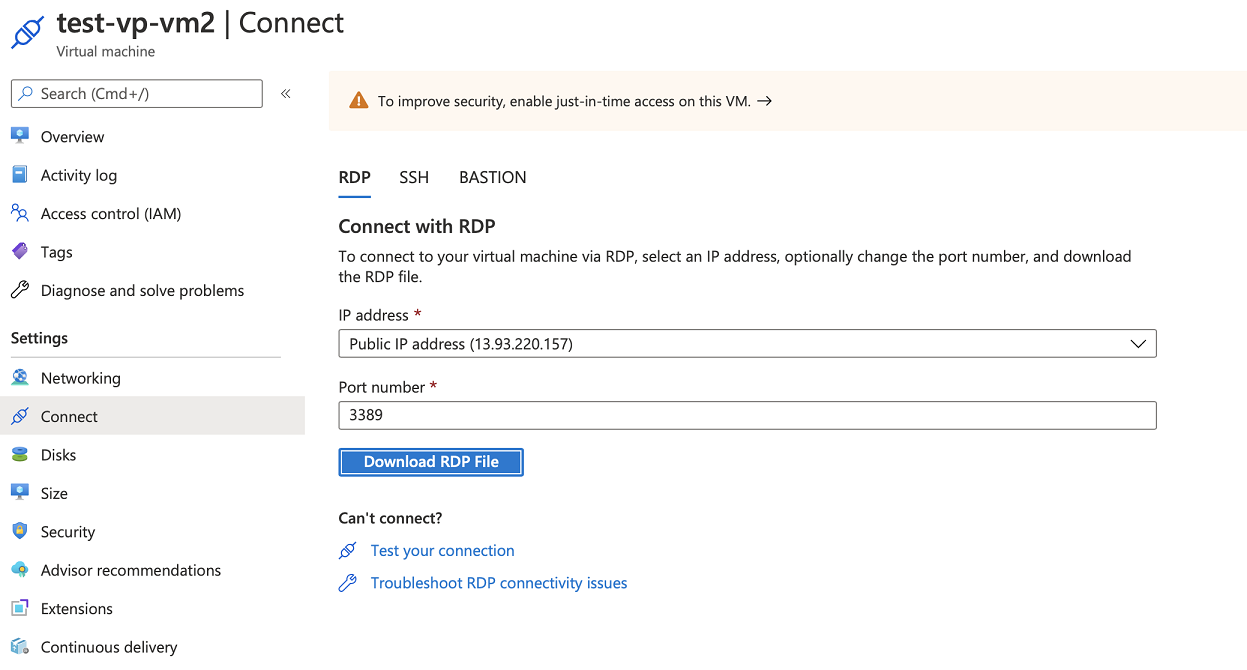 test-vp-vm2 | Connect
Virtual machine
Search (Cmd+/)
«
Overview
Activity log
Access control (IAM)
Tags
Diagnose and solve problems
Settings
Networking
Connect
Disks
Size
Security
Advisor recommendations
Extensions
Continuous delivery
To improve security, enable just-in-time access on this VM. →
RDP SSH BASTION
Connect with RDP
To connect to your virtual machine via RDP, select an IP address, optionally change the port number, and download
the RDP file.
IP address *
Public IP address (13.93.220.157)
Port number *
3389
Download RDP File
Can't connect?
Test your connection
Troubleshoot RDP connectivity issues